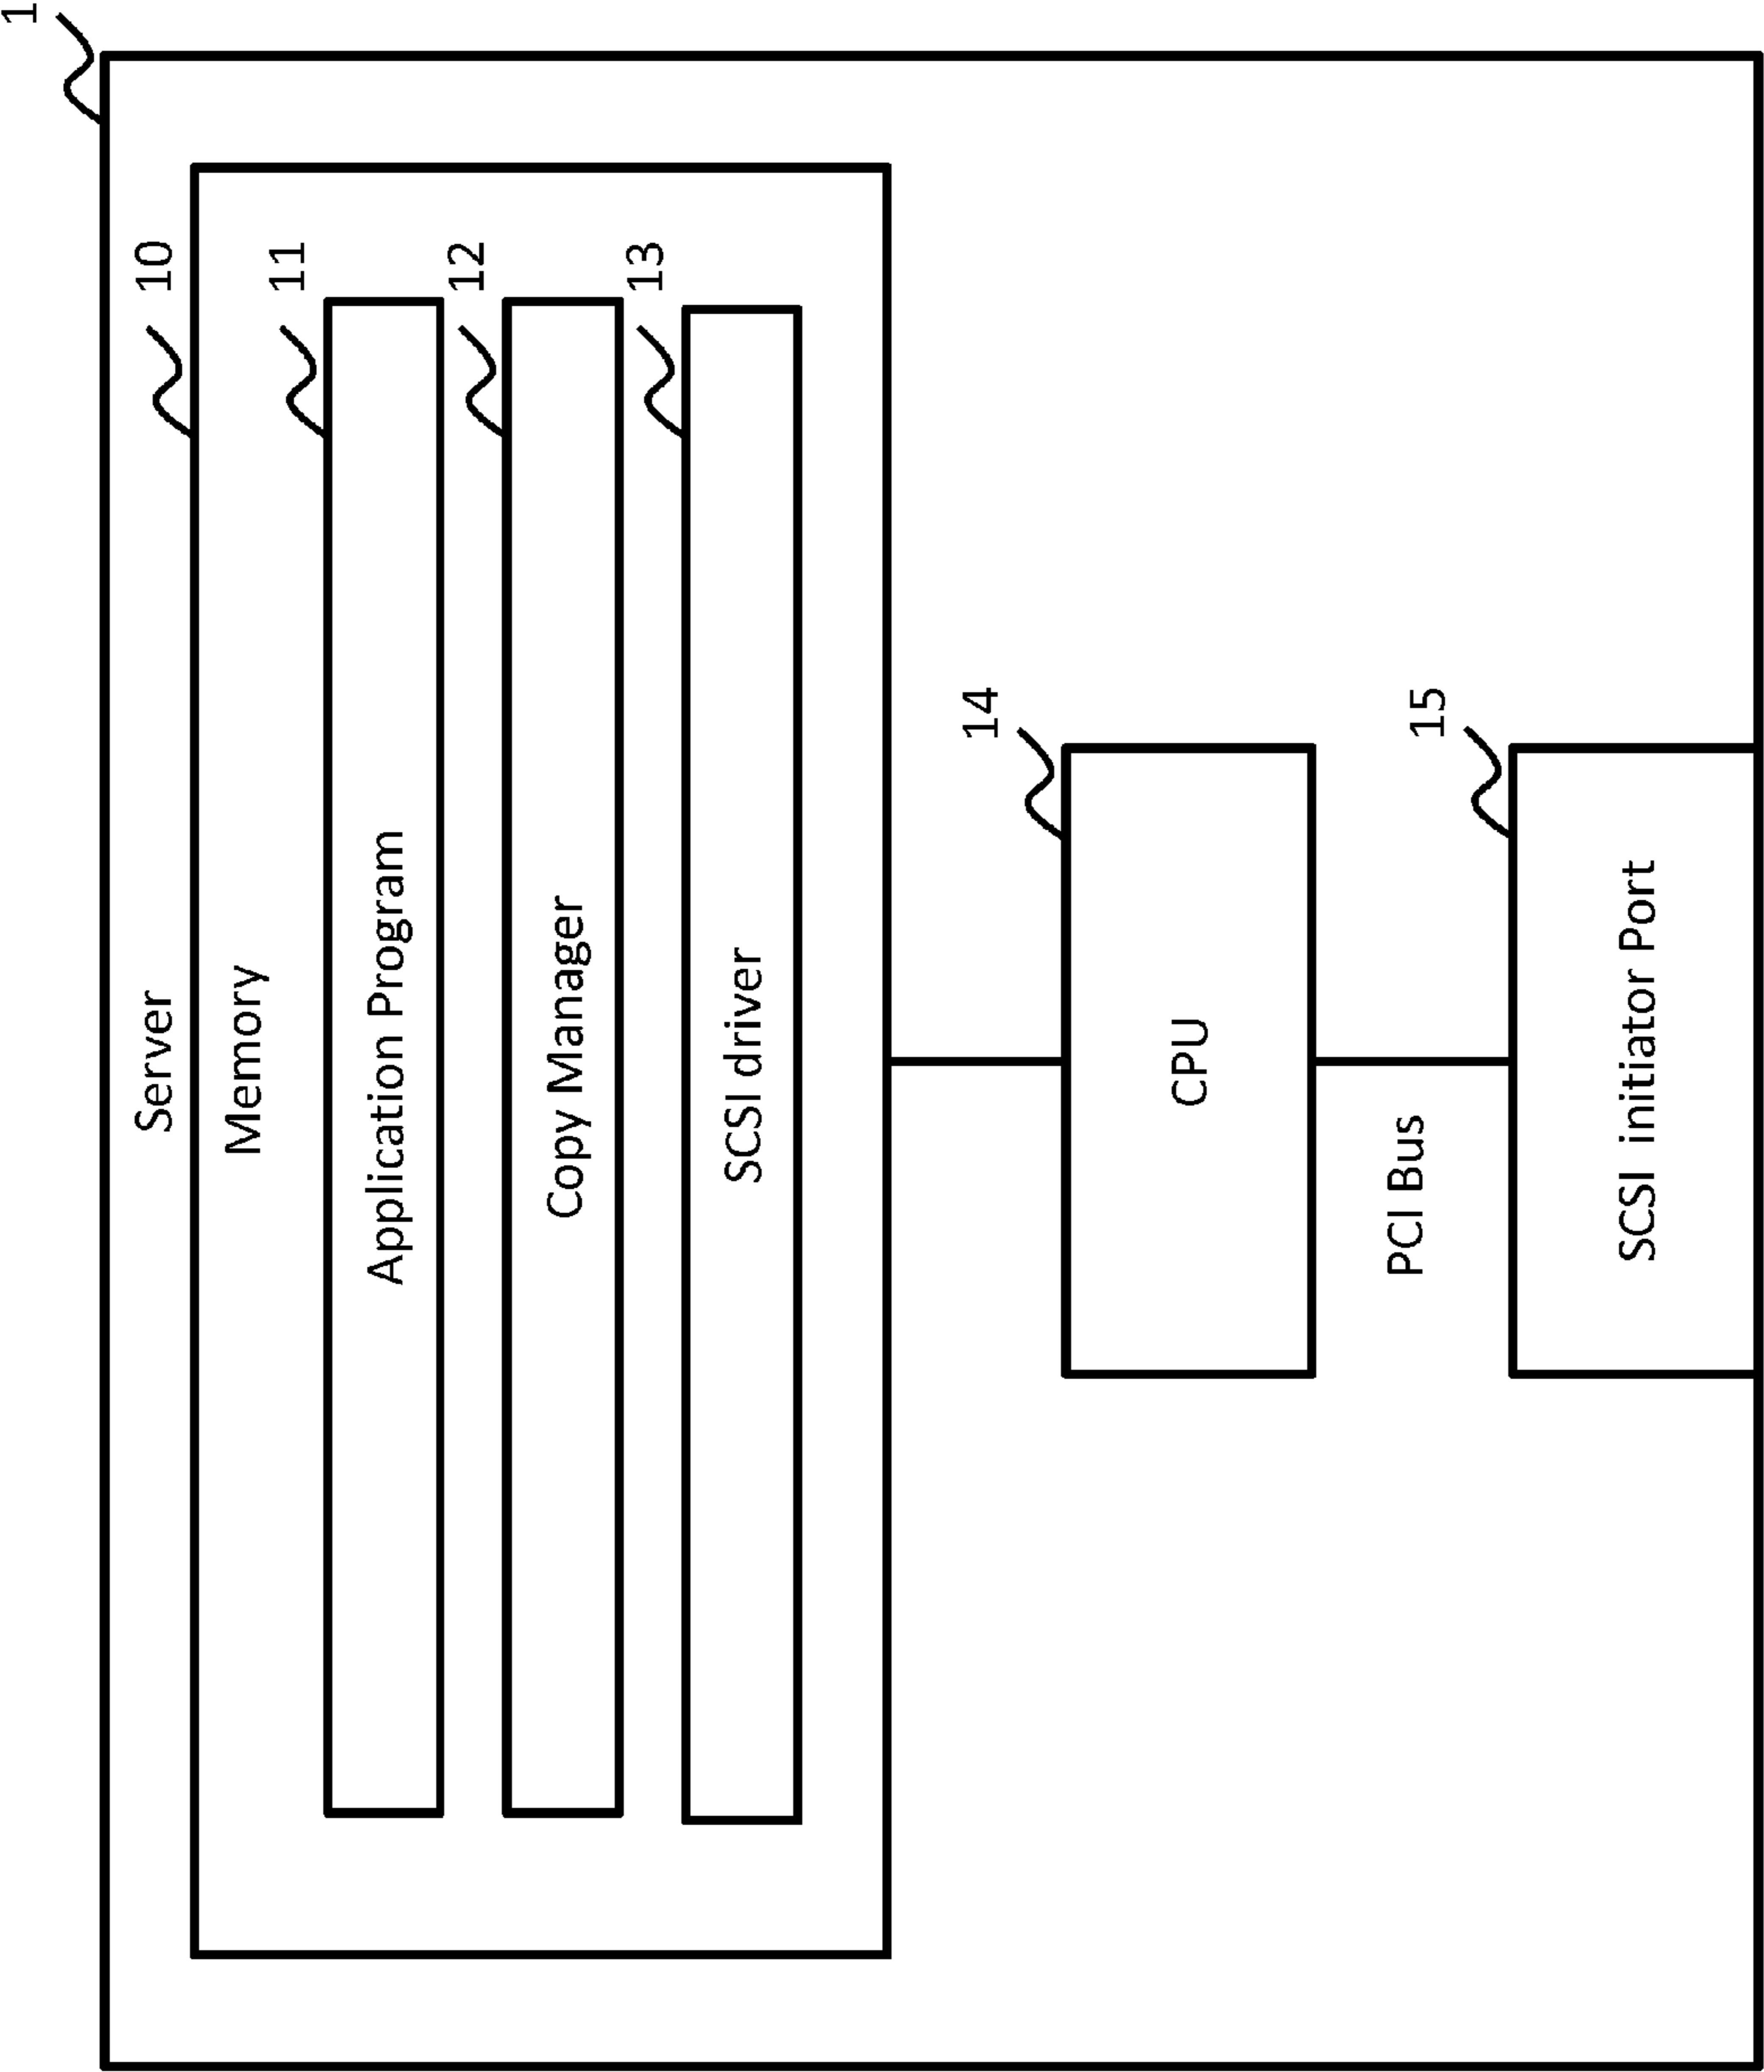 1
Server
10
Memory
11
Application Program
12
Copy Manager
13
SCSI driver
14
CPU
PCI Bus
15
SCSI initiator Port